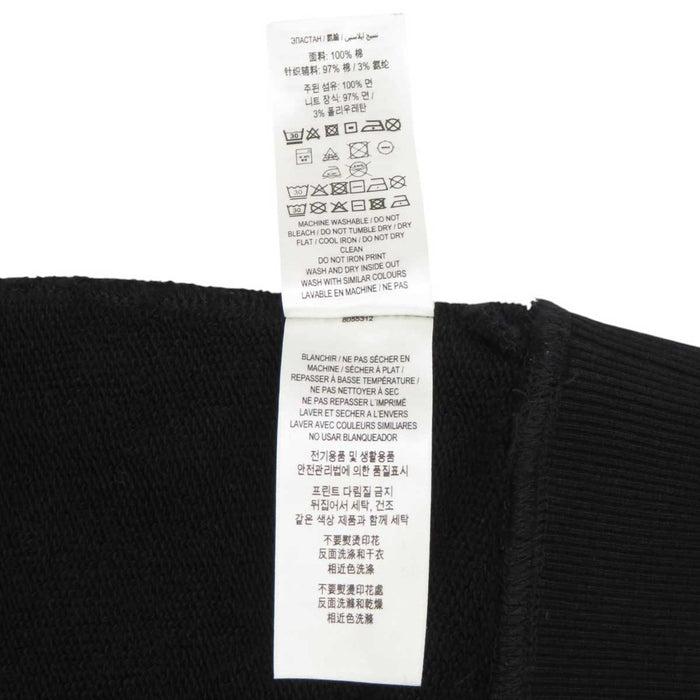 ЭЛАСТАН / 氨綸 / نسيج إيلاستي
面料: 100% 棉
针织辅料: 97% 棉 / 3% 氨纶
주된 섬유: 100% 면
니트 장식: 97% 면 /
3% 폴리우레탄
30
30
30
MACHINE WASHABLE / DO NOT
BLEACH / DO NOT TUMBLE DRY / DRY
FLAT / COOL IRON / DO NOT DRY
CLEAN
DO NOT IRON PRINT
WASH AND DRY INSIDE OUT
WASH WITH SIMILAR COLOURS
LAVABLE EN MACHINE / NE PAS
8055312
BLANCHIR / NE PAS SÉCHER EN
MACHINE / SÉCHER À PLAT /
REPASSER À BASSE TEMPÉRATURE /
NE PAS NETTOYER À SEC
NE PAS REPASSER L'IMPRIMÉ
LAVER ET SECHER A L'ENVERS
LAVER AVEC COULEURS SIMILIARES
NO USAR BLANQUEADOR
전기용품 및 생활용품
안전관리법에 의한 품질표시
프린트 다림질 금지
뒤집어서 세탁, 건조
같은 색상 제품과 함께 세탁
不要熨烫印花
反面洗涤和干衣
相近色洗涤
不要熨燙印花處
反面洗滌和乾燥
相近色洗滌